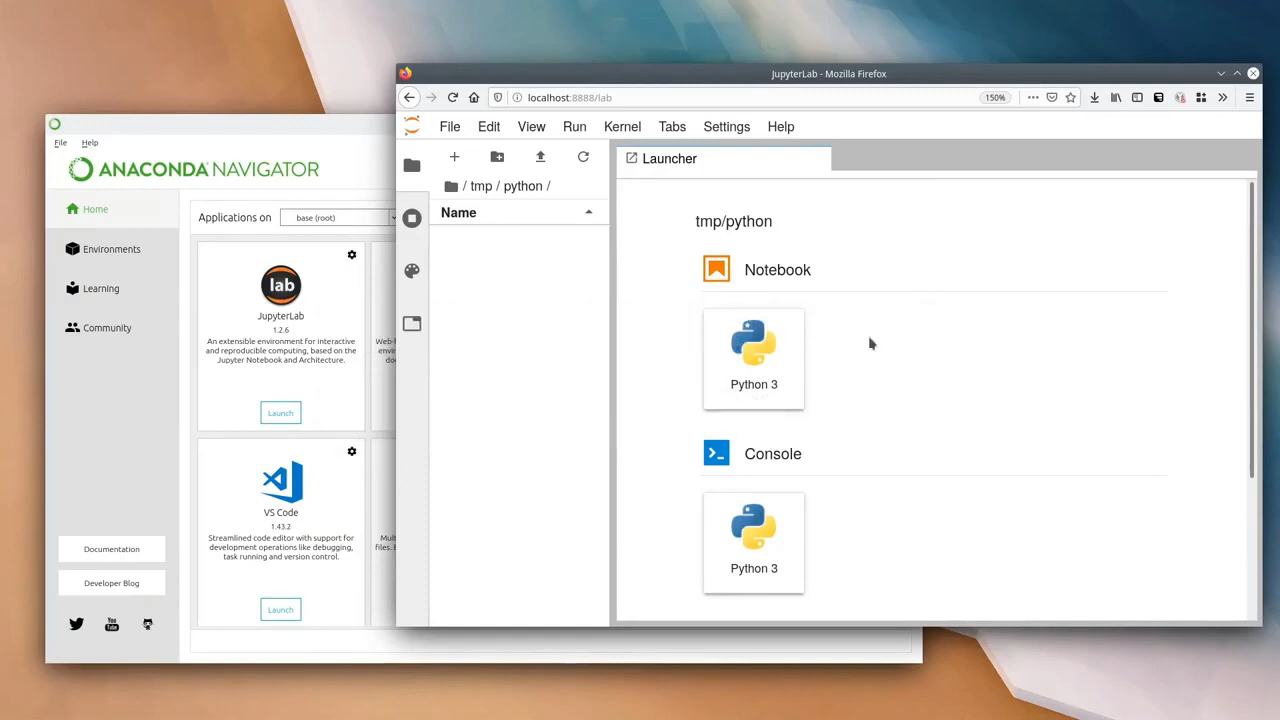 JupyterLab - Mozilla Firefox
localhost:8888/lab
150%
File Edit View Run Kernel Tabs Settings Help
/ tmp / python /
Name
Launcher
tmp/python
Notebook
Python 3
Console
Python 3
File Help
ANACONDA NAVIGATOR
Home
Environments
Learning
Community
Documentation
Developer Blog
Applications on
base (root)
lab
JupyterLab
1.2.6
An extensible environment for interactive
and reproducible computing, based on the
Jupyter Notebook and Architecture.
Launch
VS Code
1.43.2
Streamlined code editor with support for
development operations like debugging,
task running and version control.
Launch